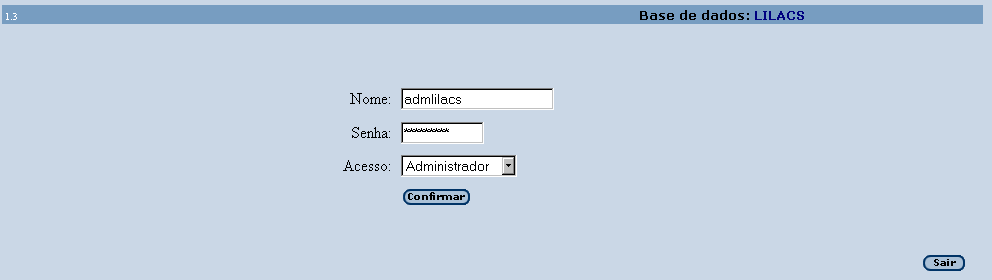 1.3 Base de dados: LILACS
Nome: admlilacs
Senha: *********
Acesso: Administrador
Confirmar
Sair